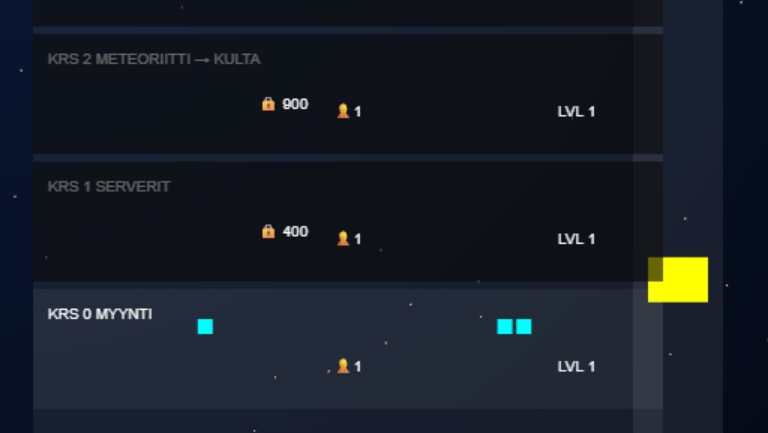 KRS 2 METEORIITTI → KULTA
900 1 LVL 1
KRS 1 SERVERIT
400 1 LVL 1
KRS 0 MYYNTI
1 LVL 1